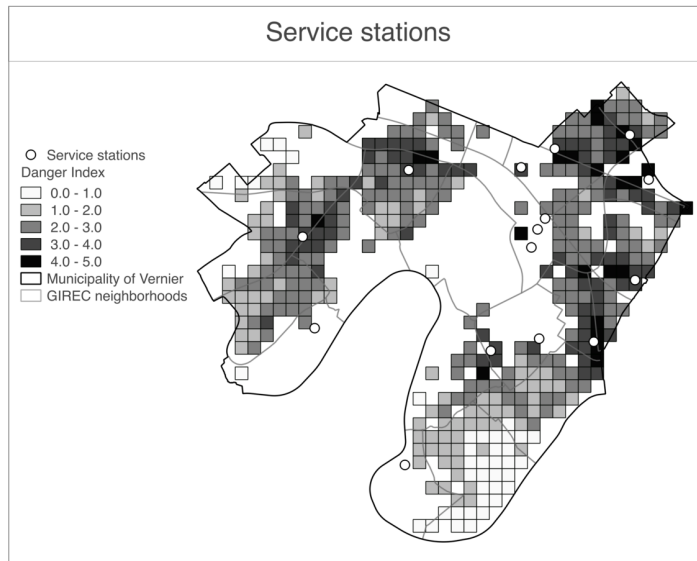 Service stations
Service stations
Danger Index
0.0 - 1.0
1.0 - 2.0
2.0 - 3.0
3.0 - 4.0
4.0 - 5.0
Municipality of Vernier
GIREC neighborhoods